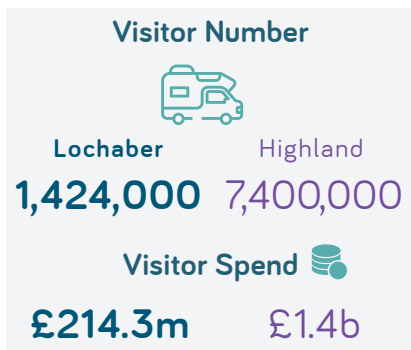 Visitor Number
Lochaber Highland
1,424,000 7,400,000
Visitor Spend
£214.3m £1.4b